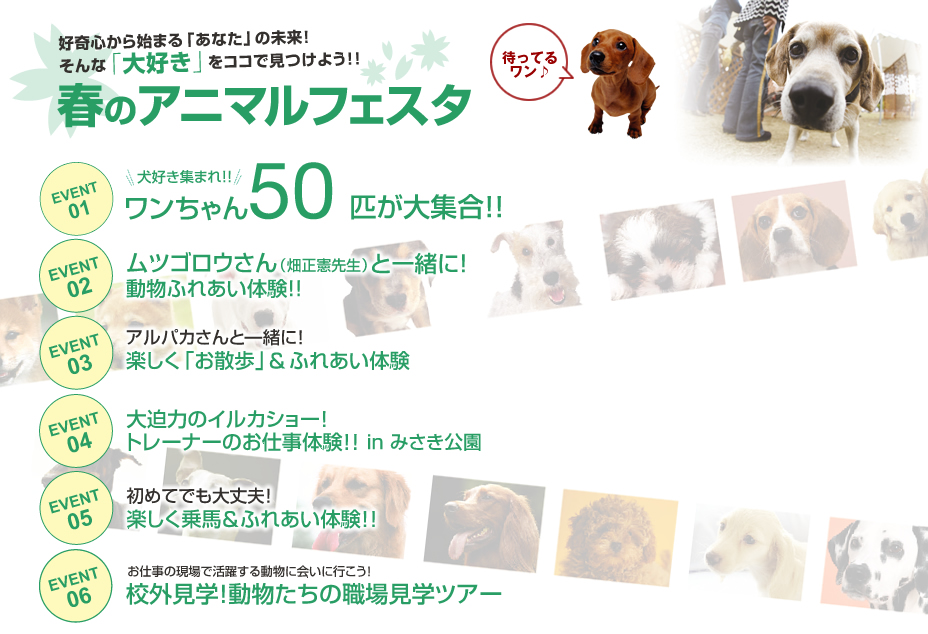 好奇心から始まる「あなた」の未来!
そんな「大好き」をココで見つけよう!!
春のアニマルフェスタ
待ってる
ワン♪
EVENT
01
犬好き集まれ!!
ワンちゃん50匹が大集合!!
EVENT
02
ムツゴロウさん(畑正憲先生)と一緒に!
動物ふれあい体験!!
EVENT
03
アルパカさんと一緒に!
楽しく「お散歩」&ふれあい体験
EVENT
04
大迫力のイルカショー!
トレーナーのお仕事体験!! in みさき公園
EVENT
05
初めてでも大丈夫!
楽しく乗馬&ふれあい体験!!
EVENT
06
お仕事の現場で活躍する動物に会いに行こう!
校外見学!動物たちの職場見学ツアー